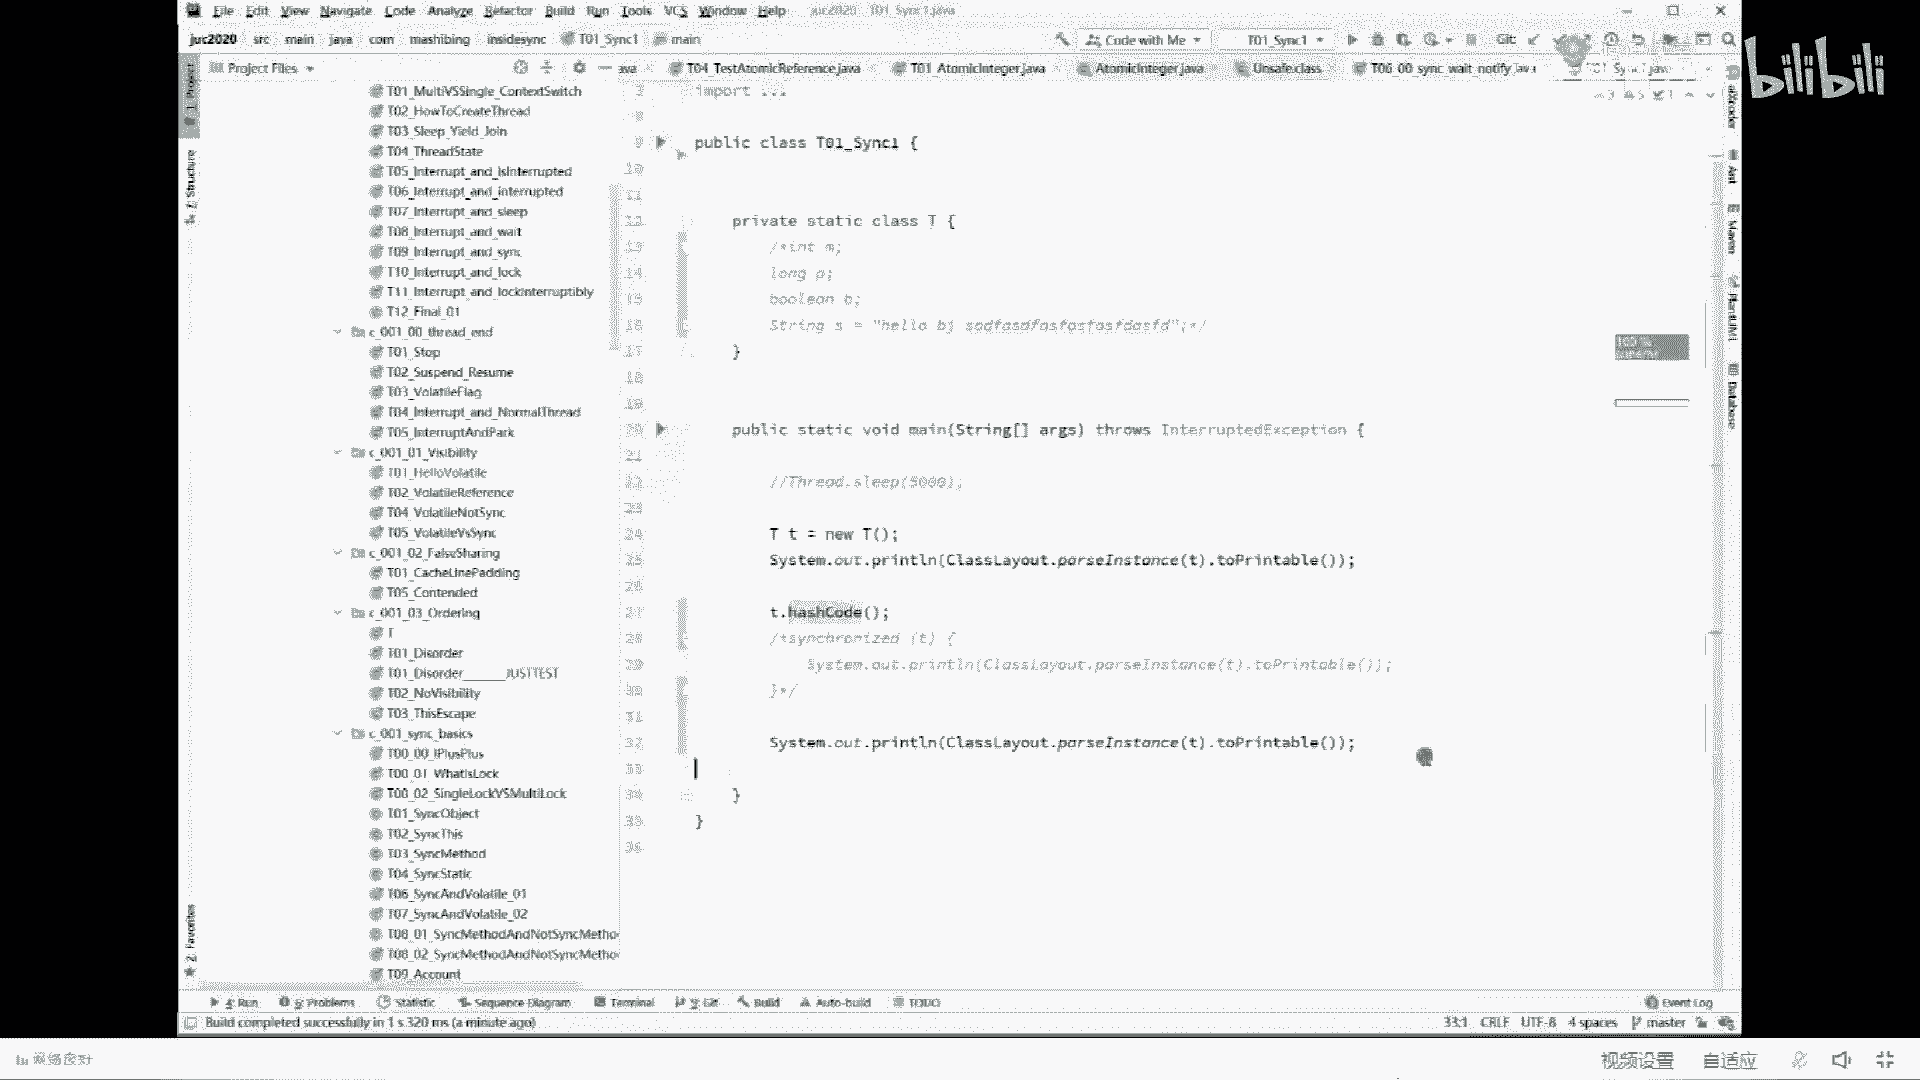 File Edit View Navigate Code Analyze Refactor Build Run Tools VCS Window Help juc2020 T01_Sync1.java
juc2020 src main java com mashibing insidesync T01_Sync1 main
Code with Me T01_Sync1 Git:
Project Files
ava T04_TestAtomicReference.java T01_AtomicInteger.java AtomicInteger.java Unsafe.class T06_00_sync_wait_notify.java
bilibili
1: Project
Z: Structure
2: Favorites
Ant
Maven
PlantUML
Database
T01_MultiVSSingle_ContextSwitch
T02_HowToCreateThread
T03_Sleep_Yield_Join
T04_ThreadState
T05_Interrupt_and_isInterrupted
T06_Interrupt_and_interrupted
T07_Interrupt_and_sleep
T08_Interrupt_and_wait
T09_Interrupt_and_sync
T10_Interrupt_and_lock
T11_Interrupt_and_lockInterruptibly
T12_Final_01
c_001_00_thread_end
T01_Stop
T02_Suspend_Resume
T03_VolatileFlag
T04_Interrupt_and_NormalThread
T05_InterruptAndPark
c_001_01_Visibility
T01_HelloVolatile
T02_VolatileReference
T04_VolatileNotSync
T05_VolatileVsSync
c_001_02_FalseSharing
T01_CacheLinePadding
T05_Contended
c_001_03_Ordering
T
T01_Disorder
T01_Disorder______JUSTTEST
T02_NoVisibility
T03_ThisEscape
c_001_sync_basics
T00_00_IPlusPlus
T00_01_WhatIsLock
T00_02_SingleLockVSMultiLock
T01_SyncObject
T02_SyncThis
T03_SyncMethod
T04_SyncStatic
T06_SyncAndVolatile_01
T07_SyncAndVolatile_02
T08_01_SyncMethodAndNotSyncMetho
T08_02_SyncMethodAndNotSyncMetho
T09_Account
import ...
8
9 public class T01_Sync1 {
10
11
12 private static class T {
13 /*int m;
14 long p;
15 boolean b;
16 String s = "hello bj sadfasdfasfasfasfdasfd";*/
17 }
18
19
20 public static void main(String[] args) throws InterruptedException {
21
22 //Thread.sleep(5000);
23
24 T t = new T();
25 System.out.println(ClassLayout.parseInstance(t).toPrintable());
26
27 t.hashCode();
28 /*synchronized (t) {
29 System.out.println(ClassLayout.parseInstance(t).toPrintable());
30 }*/
31
32 System.out.println(ClassLayout.parseInstance(t).toPrintable());
33
34 }
35 }
36
4: Run 6: Problems Statistic Sequence Diagram Terminal 9: Git Build Auto-build TODO Event Log
Build completed successfully in 1 s 320 ms (a minute ago) 33:1 CRLF UTF-8 4 spaces master
网络良好 视频设置 自适应